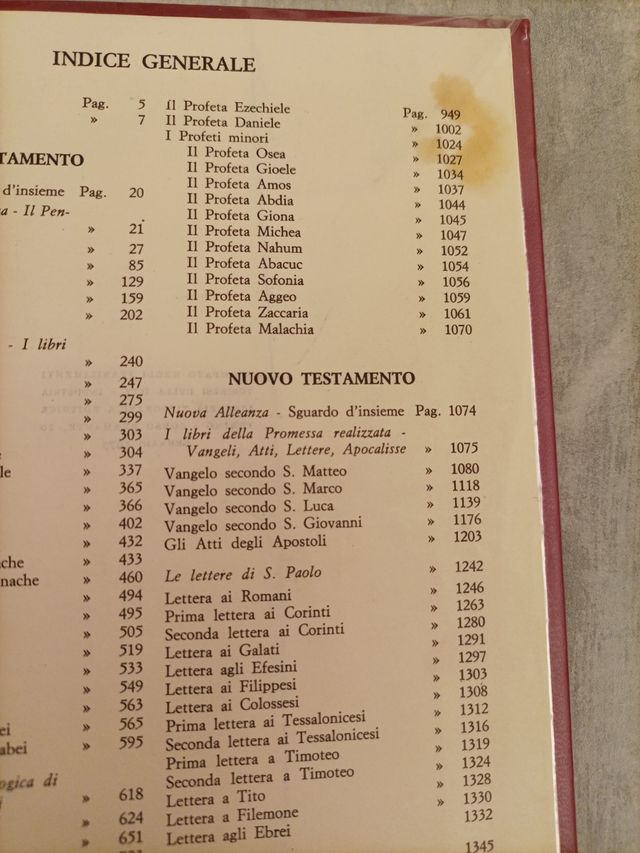 INDICE GENERALE
Pag. 5
» 7
TAMENTO
d'insieme Pag. 20
a - Il Pen-
» 21
» 27
» 85
» 129
» 159
» 202
- I libri
» 240
» 247
» 275
» 299
» 303
» 304
le » 337
» 365
» 366
» 402
» 432
ache » 433
nache » 460
» 494
» 495
» 505
» 519
» 533
» 549
» 563
ei » 565
abei » 595
ogica di
» 618
» 624
» 651
Il Profeta Ezechiele Pag. 949
Il Profeta Daniele » 1002
I Profeti minori » 1024
Il Profeta Osea » 1027
Il Profeta Gioele » 1034
Il Profeta Amos » 1037
Il Profeta Abdia » 1044
Il Profeta Giona » 1045
Il Profeta Michea » 1047
Il Profeta Nahum » 1052
Il Profeta Abacuc » 1054
Il Profeta Sofonia » 1056
Il Profeta Aggeo » 1059
Il Profeta Zaccaria » 1061
Il Profeta Malachia » 1070
NUOVO TESTAMENTO
Nuova Alleanza - Sguardo d'insieme Pag. 1074
I libri della Promessa realizzata -
Vangeli, Atti, Lettere, Apocalisse » 1075
Vangelo secondo S. Matteo » 1080
Vangelo secondo S. Marco » 1118
Vangelo secondo S. Luca » 1139
Vangelo secondo S. Giovanni » 1176
Gli Atti degli Apostoli » 1203
Le lettere di S. Paolo » 1242
Lettera ai Romani » 1246
Prima lettera ai Corinti » 1263
Seconda lettera ai Corinti » 1280
Lettera ai Galati » 1291
Lettera agli Efesini » 1297
Lettera ai Filippesi » 1303
Lettera ai Colossesi » 1308
Prima lettera ai Tessalonicesi » 1312
Seconda lettera ai Tessalonicesi » 1316
Prima lettera a Timoteo » 1319
Seconda lettera a Timoteo » 1324
Lettera a Tito » 1328
Lettera a Filemone » 1330
Lettera agli Ebrei 1332
1345